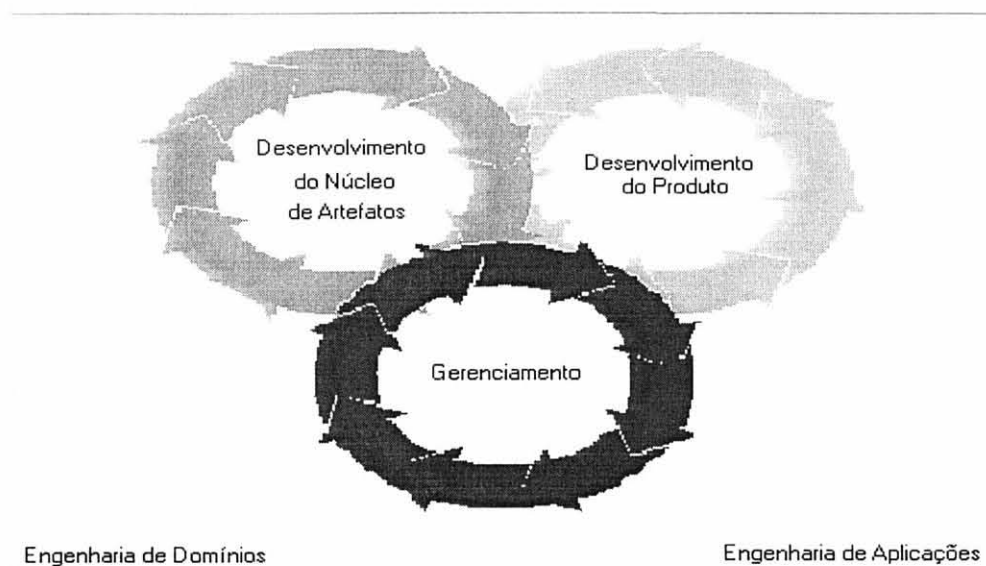 Desenvolvimento
do Núcleo
de Artefatos
Desenvolvimento
do Produto
Gerenciamento
Engenharia de Domínios
Engenharia de Aplicações